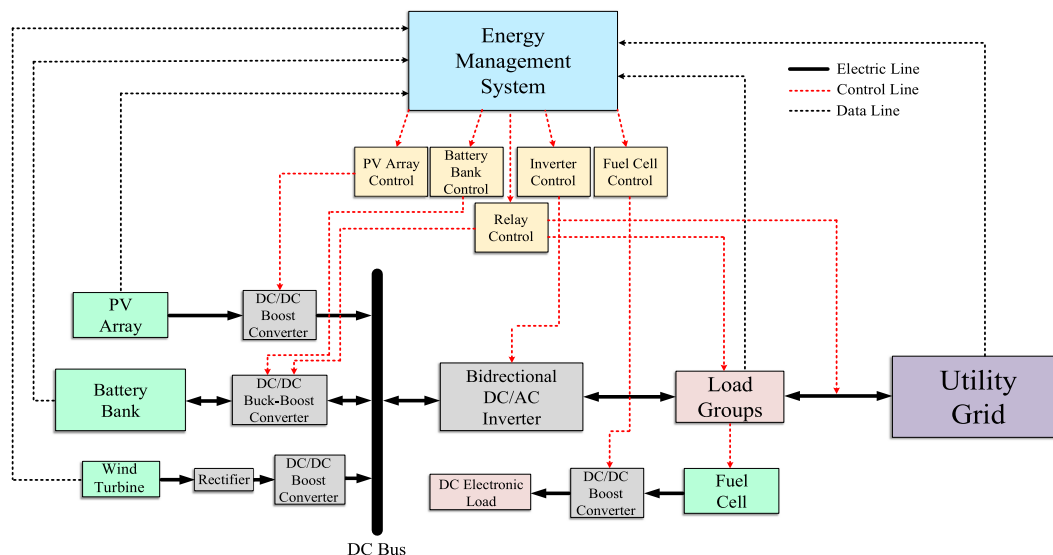 Energy
Management
System
Electric Line
Control Line
Data Line
PV Array
Control
Battery
Bank
Control
Inverter
Control
Fuel Cell
Control
Relay
Control
PV
Array
DC/DC
Boost
Converter
Battery
Bank
DC/DC
Buck-Boost
Converter
Bidrectional
DC/AC
Inverter
Load
Groups
Utility
Grid
Wind
Turbine
Rectifier
DC/DC
Boost
Converter
DC Electronic
Load
DC/DC
Boost
Converter
Fuel
Cell
DC Bus